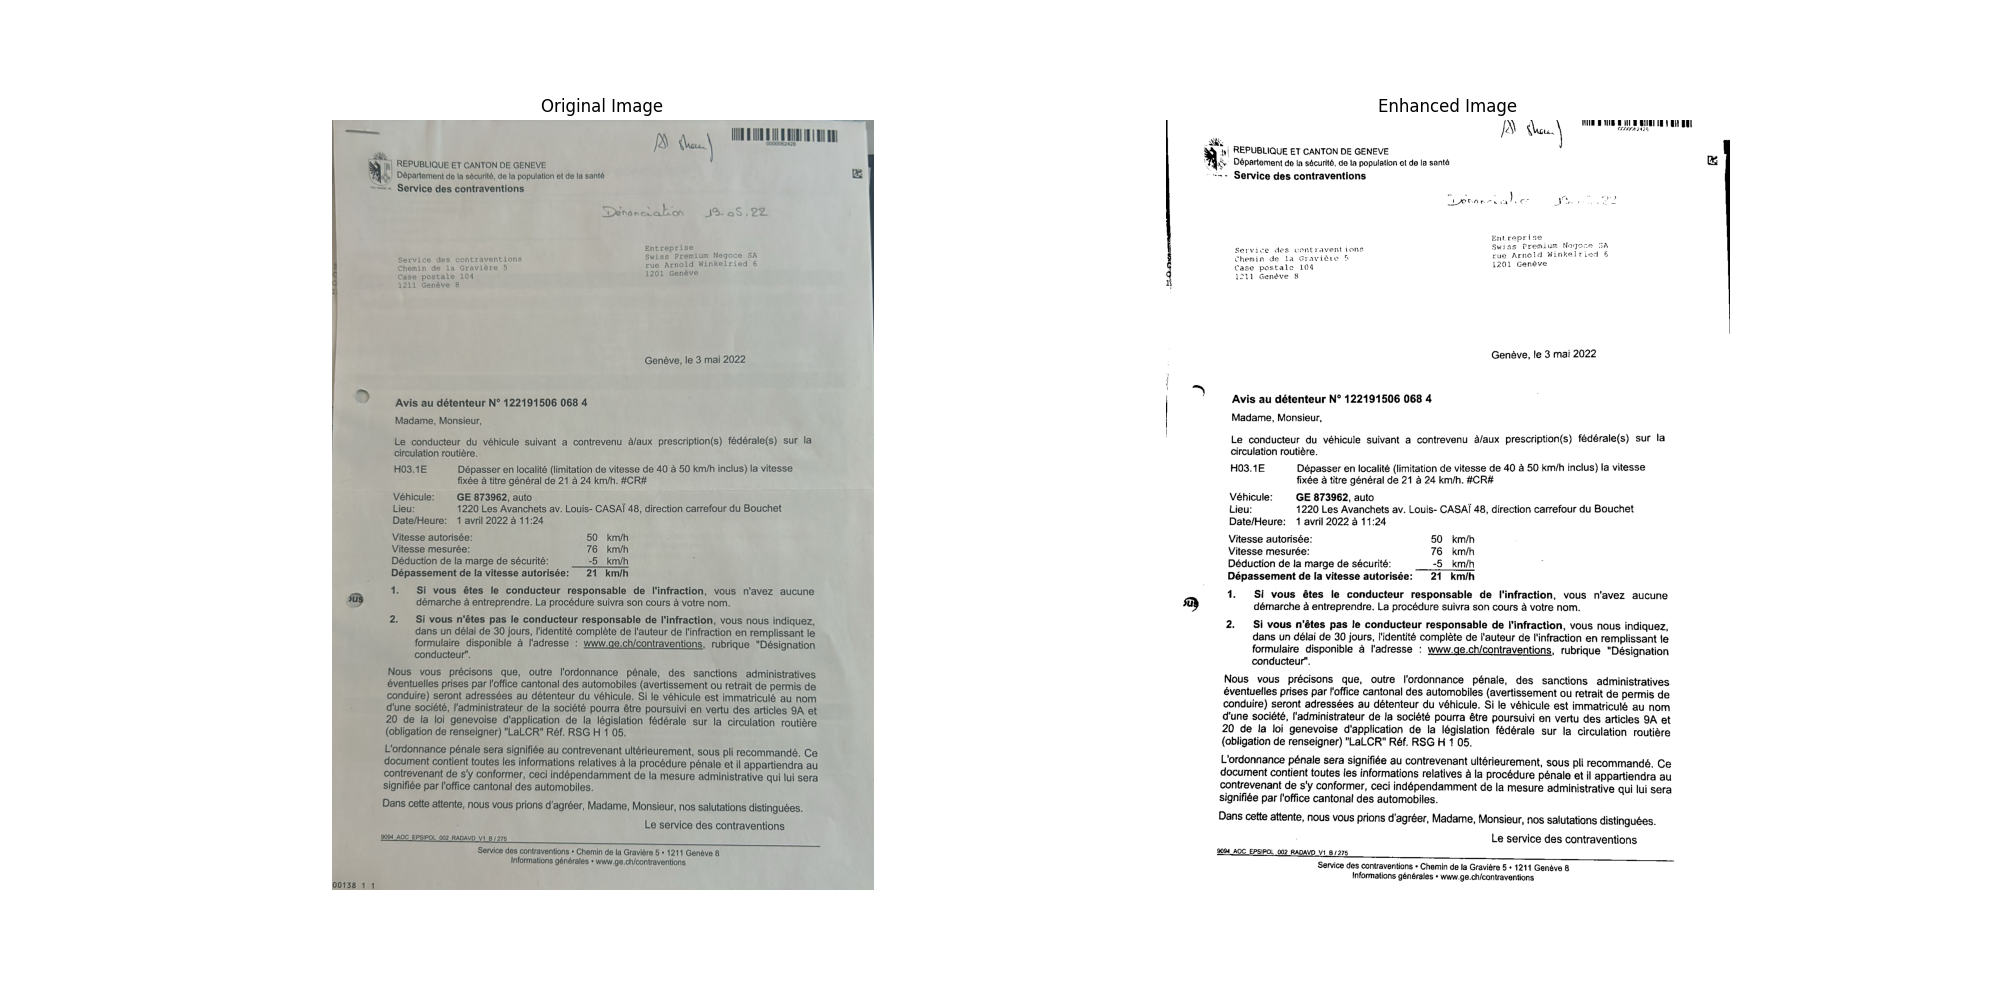 Original Image
Al Shauj
0000062426
REPUBLIQUE ET CANTON DE GENEVE
Département de la sécurité, de la population et de la santé
Service des contraventions
Dénonciation 13.05.22
Service des contraventions
Chemin de la Gravière 5
Case postale 104
1211 Genève 8
Entreprise
Swiss Premium Negoce SA
rue Arnold Winkelried 6
1201 Genève
Genève, le 3 mai 2022
Avis au détenteur N° 122191506 068 4
Madame, Monsieur,
Le conducteur du véhicule suivant a contrevenu à/aux prescription(s) fédérale(s) sur la
circulation routière.
H03.1E Dépasser en localité (limitation de vitesse de 40 à 50 km/h inclus) la vitesse
fixée à titre général de 21 à 24 km/h. #CR#
Véhicule: GE 873962, auto
Lieu: 1220 Les Avanchets av. Louis- CASAÏ 48, direction carrefour du Bouchet
Date/Heure: 1 avril 2022 à 11:24
Vitesse autorisée: 50 km/h
Vitesse mesurée: 76 km/h
Déduction de la marge de sécurité: -5 km/h
Dépassement de la vitesse autorisée: 21 km/h
1. Si vous êtes le conducteur responsable de l'infraction, vous n'avez aucune
démarche à entreprendre. La procédure suivra son cours à votre nom.
2. Si vous n'êtes pas le conducteur responsable de l'infraction, vous nous indiquez,
dans un délai de 30 jours, l'identité complète de l'auteur de l'infraction en remplissant le
formulaire disponible à l'adresse : www.ge.ch/contraventions, rubrique "Désignation
conducteur".
Nous vous précisons que, outre l'ordonnance pénale, des sanctions administratives
éventuelles prises par l'office cantonal des automobiles (avertissement ou retrait de permis de
conduire) seront adressées au détenteur du véhicule. Si le véhicule est immatriculé au nom
d'une société, l'administrateur de la société pourra être poursuivi en vertu des articles 9A et
20 de la loi genevoise d'application de la législation fédérale sur la circulation routière
(obligation de renseigner) "LaLCR" Réf. RSG H 1 05.
L'ordonnance pénale sera signifiée au contrevenant ultérieurement, sous pli recommandé. Ce
document contient toutes les informations relatives à la procédure pénale et il appartiendra au
contrevenant de s'y conformer, ceci indépendamment de la mesure administrative qui lui sera
signifiée par l'office cantonal des automobiles.
Dans cette attente, nous vous prions d'agréer, Madame, Monsieur, nos salutations distinguées.
Le service des contraventions
9094_AOC_EPSIPOL_002_RADAVD_V1_B / 275
Service des contraventions • Chemin de la Gravière 5 • 1211 Genève 8
Informations générales • www.ge.ch/contraventions
00138 1 1
Enhanced Image
REPUBLIQUE ET CANTON DE GENEVE
Département de la sécurité, de la population et de la santé
Service des contraventions
Service des contraventions
Chemin de la Gravière 5
Case postale 104
1211 Genève 8
Entreprise
Swiss Premium Negoce SA
rue Arnold Winkelried 6
1201 Genève
Genève, le 3 mai 2022
Avis au détenteur N° 122191506 068 4
Madame, Monsieur,
Le conducteur du véhicule suivant a contrevenu à/aux prescription(s) fédérale(s) sur la
circulation routière.
H03.1E Dépasser en localité (limitation de vitesse de 40 à 50 km/h inclus) la vitesse
fixée à titre général de 21 à 24 km/h. #CR#
Véhicule: GE 873962, auto
Lieu: 1220 Les Avanchets av. Louis- CASAÏ 48, direction carrefour du Bouchet
Date/Heure: 1 avril 2022 à 11:24
Vitesse autorisée: 50 km/h
Vitesse mesurée: 76 km/h
Déduction de la marge de sécurité: -5 km/h
Dépassement de la vitesse autorisée: 21 km/h
1. Si vous êtes le conducteur responsable de l'infraction, vous n'avez aucune
démarche à entreprendre. La procédure suivra son cours à votre nom.
2. Si vous n'êtes pas le conducteur responsable de l'infraction, vous nous indiquez,
dans un délai de 30 jours, l'identité complète de l'auteur de l'infraction en remplissant le
formulaire disponible à l'adresse : www.ge.ch/contraventions, rubrique "Désignation
conducteur".
Nous vous précisons que, outre l'ordonnance pénale, des sanctions administratives
éventuelles prises par l'office cantonal des automobiles (avertissement ou retrait de permis de
conduire) seront adressées au détenteur du véhicule. Si le véhicule est immatriculé au nom
d'une société, l'administrateur de la société pourra être poursuivi en vertu des articles 9A et
20 de la loi genevoise d'application de la législation fédérale sur la circulation routière
(obligation de renseigner) "LaLCR" Réf. RSG H 1 05.
L'ordonnance pénale sera signifiée au contrevenant ultérieurement, sous pli recommandé. Ce
document contient toutes les informations relatives à la procédure pénale et il appartiendra au
contrevenant de s'y conformer, ceci indépendamment de la mesure administrative qui lui sera
signifiée par l'office cantonal des automobiles.
Dans cette attente, nous vous prions d'agréer, Madame, Monsieur, nos salutations distinguées.
Le service des contraventions
9094_AOC_EPSIPOL_002_RADAVD_V1_B / 275
Service des contraventions • Chemin de la Gravière 5 • 1211 Genève 8
Informations générales • www.ge.ch/contraventions